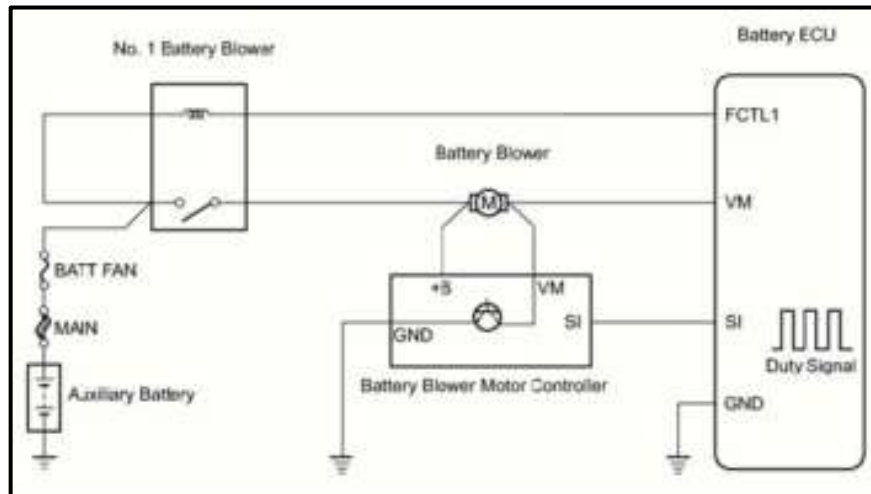 Battery ECU
No. 1 Battery Blower
FCTL1
Battery Blower
M
VM
BATT FAN
+B
VM
MAIN
GND
SI
SI
Duty Signal
Auxiliary Battery
Battery Blower Motor Controller
GND